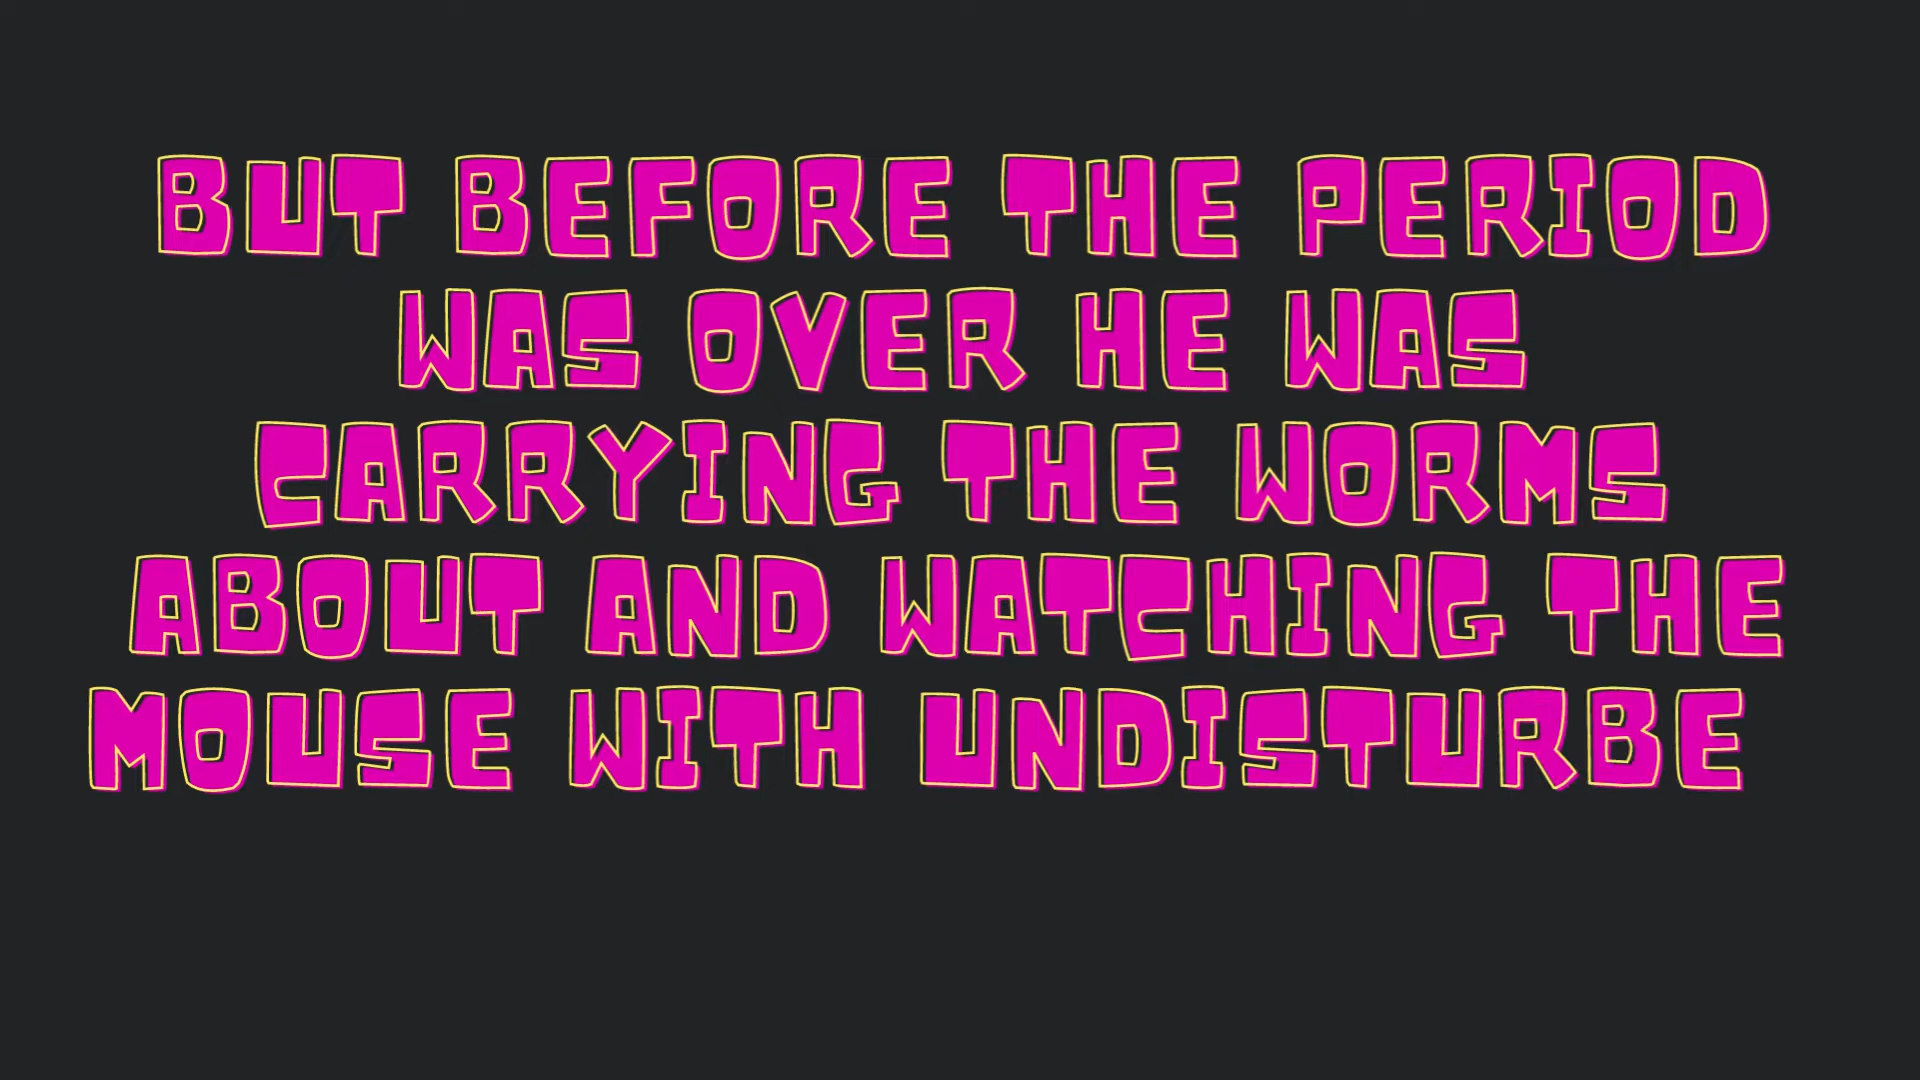 BUT BEFORE THE PERIOD
WAS OVER HE WAS
CARRYING THE WORMS
ABOUT AND WATCHING THE
MOUSE WITH UNDISTURBE